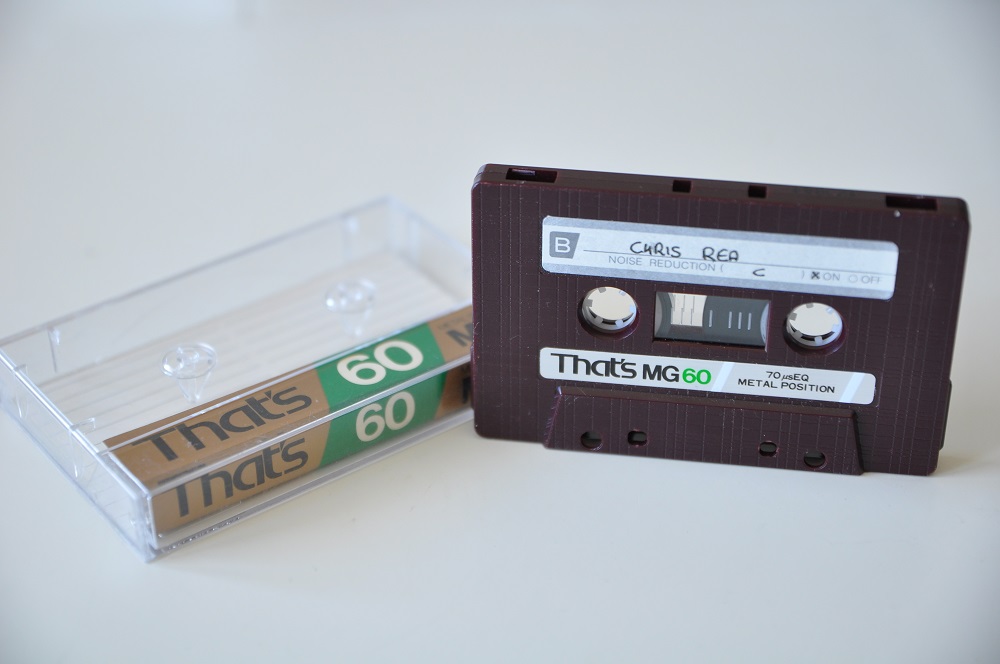 That's 60 M
That's 60
B CHRIS REA
NOISE REDUCTION ( C ) ON OFF
That's MG60
70µsEQ
METAL POSITION